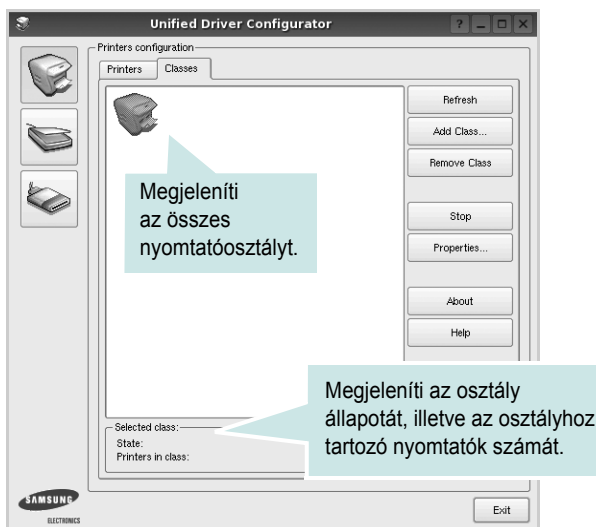 Unified Driver Configurator
Printers configuration
Printers Classes
Refresh
Add Class...
Remove Class
Megjeleníti
az összes
nyomtatóosztályt.
Stop
Properties...
About
Help
Megjeleníti az osztály
állapotát, illetve az osztályhoz
tartozó nyomtatók számát.
Selected class:
State:
Printers in class:
SAMSUNG
ELECTRONICS
Exit